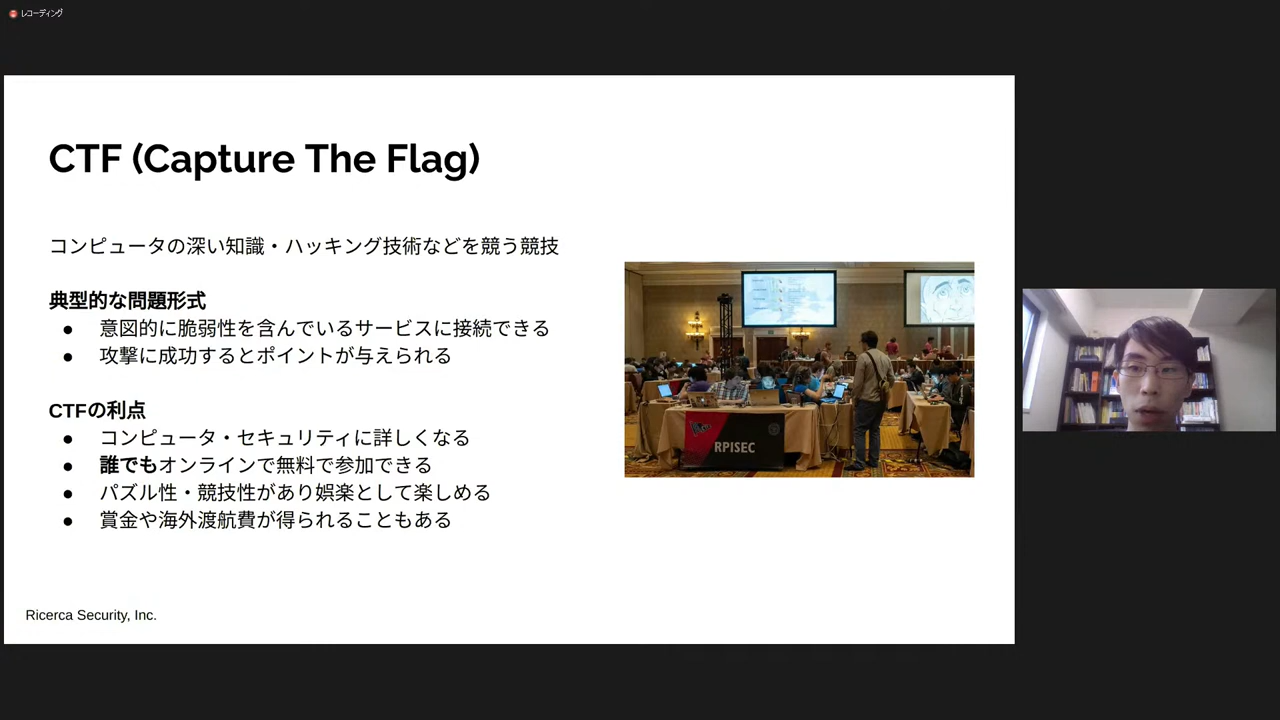 レコーディング
CTF (Capture The Flag)
コンピュータの深い知識・ハッキング技術などを競う競技
典型的な問題形式
● 意図的に脆弱性を含んでいるサービスに接続できる
● 攻撃に成功するとポイントが与えられる
CTFの利点
● コンピュータ・セキュリティに詳しくなる
● 誰でもオンラインで無料で参加できる
● パズル性・競技性があり娯楽として楽しめる
● 賞金や海外渡航費が得られることもある
RPISEC
Ricerca Security, Inc.